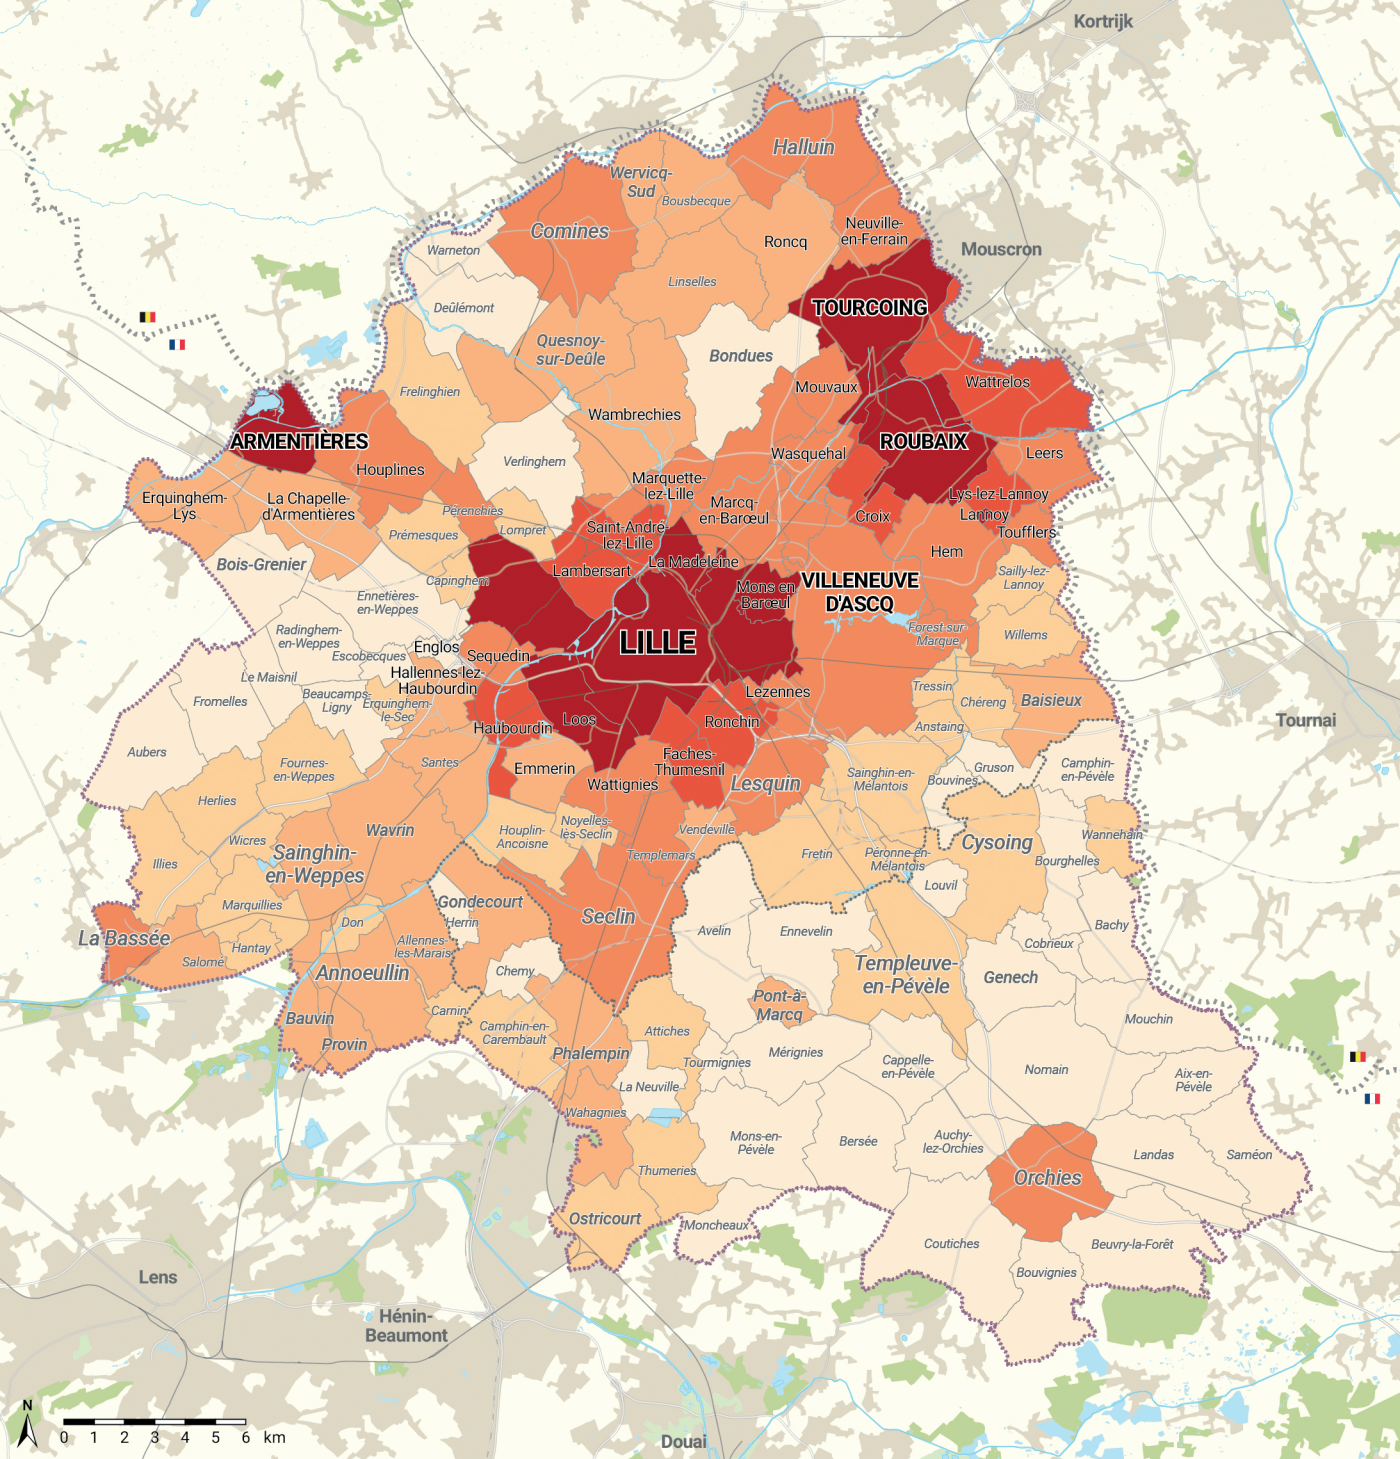 Kortrijk
Halluin
Wervicq-
Sud
Bousbecque
Comines
Neuville-
en-Ferrain
Roncq
Warneton
Mouscron
Linselles
Deûlémont
TOURCOING
Quesnoy-
sur-Deûle
Bondues
Mouvaux
Wattrelos
Frelinghien
Wambrechies
ARMENTIÈRES
ROUBAIX
Wasquehal
Leers
Verlinghem
Houplines
Marquette-
lez-Lille
Erquinghem-
Lys
La Chapelle-
d'Armentières
Lys-lez-Lannoy
Lannoy
Marcq-
en-Barœul
Pérenchies
Croix
Toufflers
Lompret
Prémesques
Saint-André-
lez-Lille
Hem
La Madeleine
Bois-Grenier
Lambersart
Capinghem
Sailly-lez-
Lannoy
VILLENEUVE
D'ASCQ
Mons en
Barœul
Ennetières-
en-Weppes
Radinghem-
en-Weppes
Forest-sur-
Marque
Willems
LILLE
Englos
Escobecques
Sequedin
Le Maisnil
Hallennes lez-
Haubourdin
Tressin
Lezennes
Fromelles
Beaucamps-
Ligny
Erquinghem-
le-Sec
Chéreng
Baisieux
Tournai
Haubourdin
Loos
Ronchin
Anstaing
Aubers
Santes
Fournes-
en-Weppes
Emmerin
Faches-
Thumesnil
Wattignies
Lesquin
Sainghin-en-
Mélantois
Bouvines
Gruson
Camphin-
en-Pévèle
Herlies
Wavrin
Houplin-
Ancoisne
Noyelles-
lès-Seclin
Vendeville
Wicres
Cysoing
Wannehain
Illies
Sainghin-
en-Weppes
Templemars
Fretin
Péronne-en-
Mélantois
Bourghelles
Louvil
Marquillies
Gondecourt
Herrin
Seclin
Don
La Bassée
Avelin
Ennevelin
Bachy
Hantay
Allennes-
les-Marais
Cobrieux
Salomé
Annoeullin
Chemy
Templeuve-
en-Pévèle
Genech
Pont-à-
Marcq
Bauvin
Carnin
Camphin-en-
Carembault
Attiches
Mouchin
Provin
Phalempin
Mérignies
Tourmignies
Cappelle-
en-Pévèle
Nomain
Aix-en-
Pévèle
La Neuville
Wahagnies
Mons-en-
Pévèle
Bersée
Auchy-
lez-Orchies
Landas
Saméon
Thumeries
Orchies
Ostricourt
Moncheaux
Coutiches
Beuvry-la-Forêt
Bouvignies
Lens
Hénin-
Beaumont
Douai
N
0 1 2 3 4 5 6 km